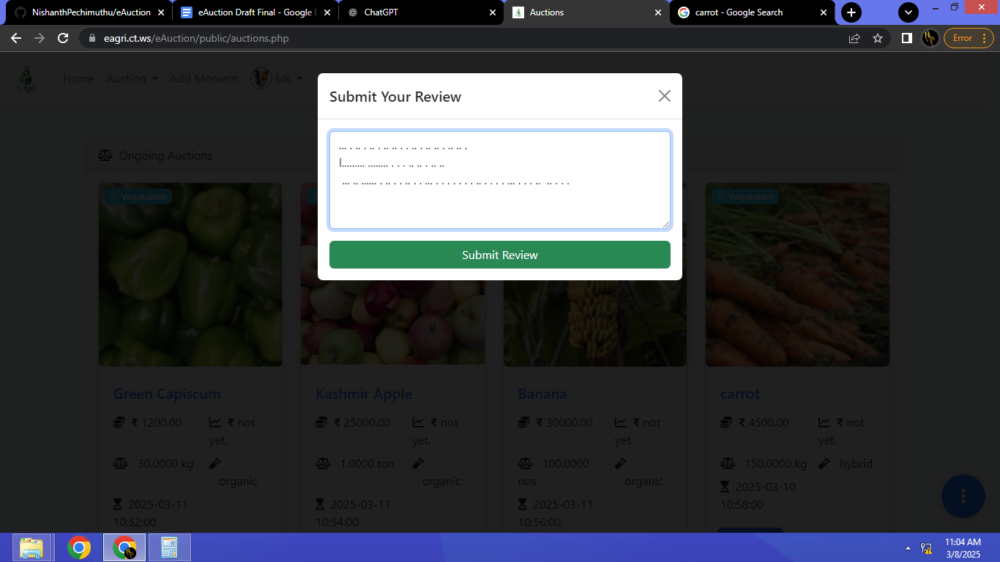 NishanthPechimuthu/eAuction
eAuction Draft Final - Google D
ChatGPT
Auctions
carrot - Google Search
eagri.ct.ws/eAuction/public/auctions.php
Error
E-Agri
Home
Auction
Add Moment
blk
Submit Your Review
... . .. . .. . .. .. . . .. . .. .. . .. .. .
l......... ........ . . . .. .. . .. ..
... .. ...... . .. . . .. . . ... . . . . . . . .. . . . . ... . . . .. .. . . .
Submit Review
Ongoing Auctions
Vegetables
Vegetables
Green Capiscum
₹ 1200.00
₹ not yet.
30.0000 kg
organic
2025-03-11
10:52:00
Kashmir Apple
₹ 25000.00
₹ not yet.
1.0000 ton
organic
2025-03-11
10:54:00
Banana
₹ 30000.00
₹ not yet.
100.0000
nos
organic
2025-03-11
10:56:00
carrot
₹ 4500.00
₹ not yet.
150.0000 kg
hybrid
2025-03-10
10:58:00
11:04 AM
3/8/2025